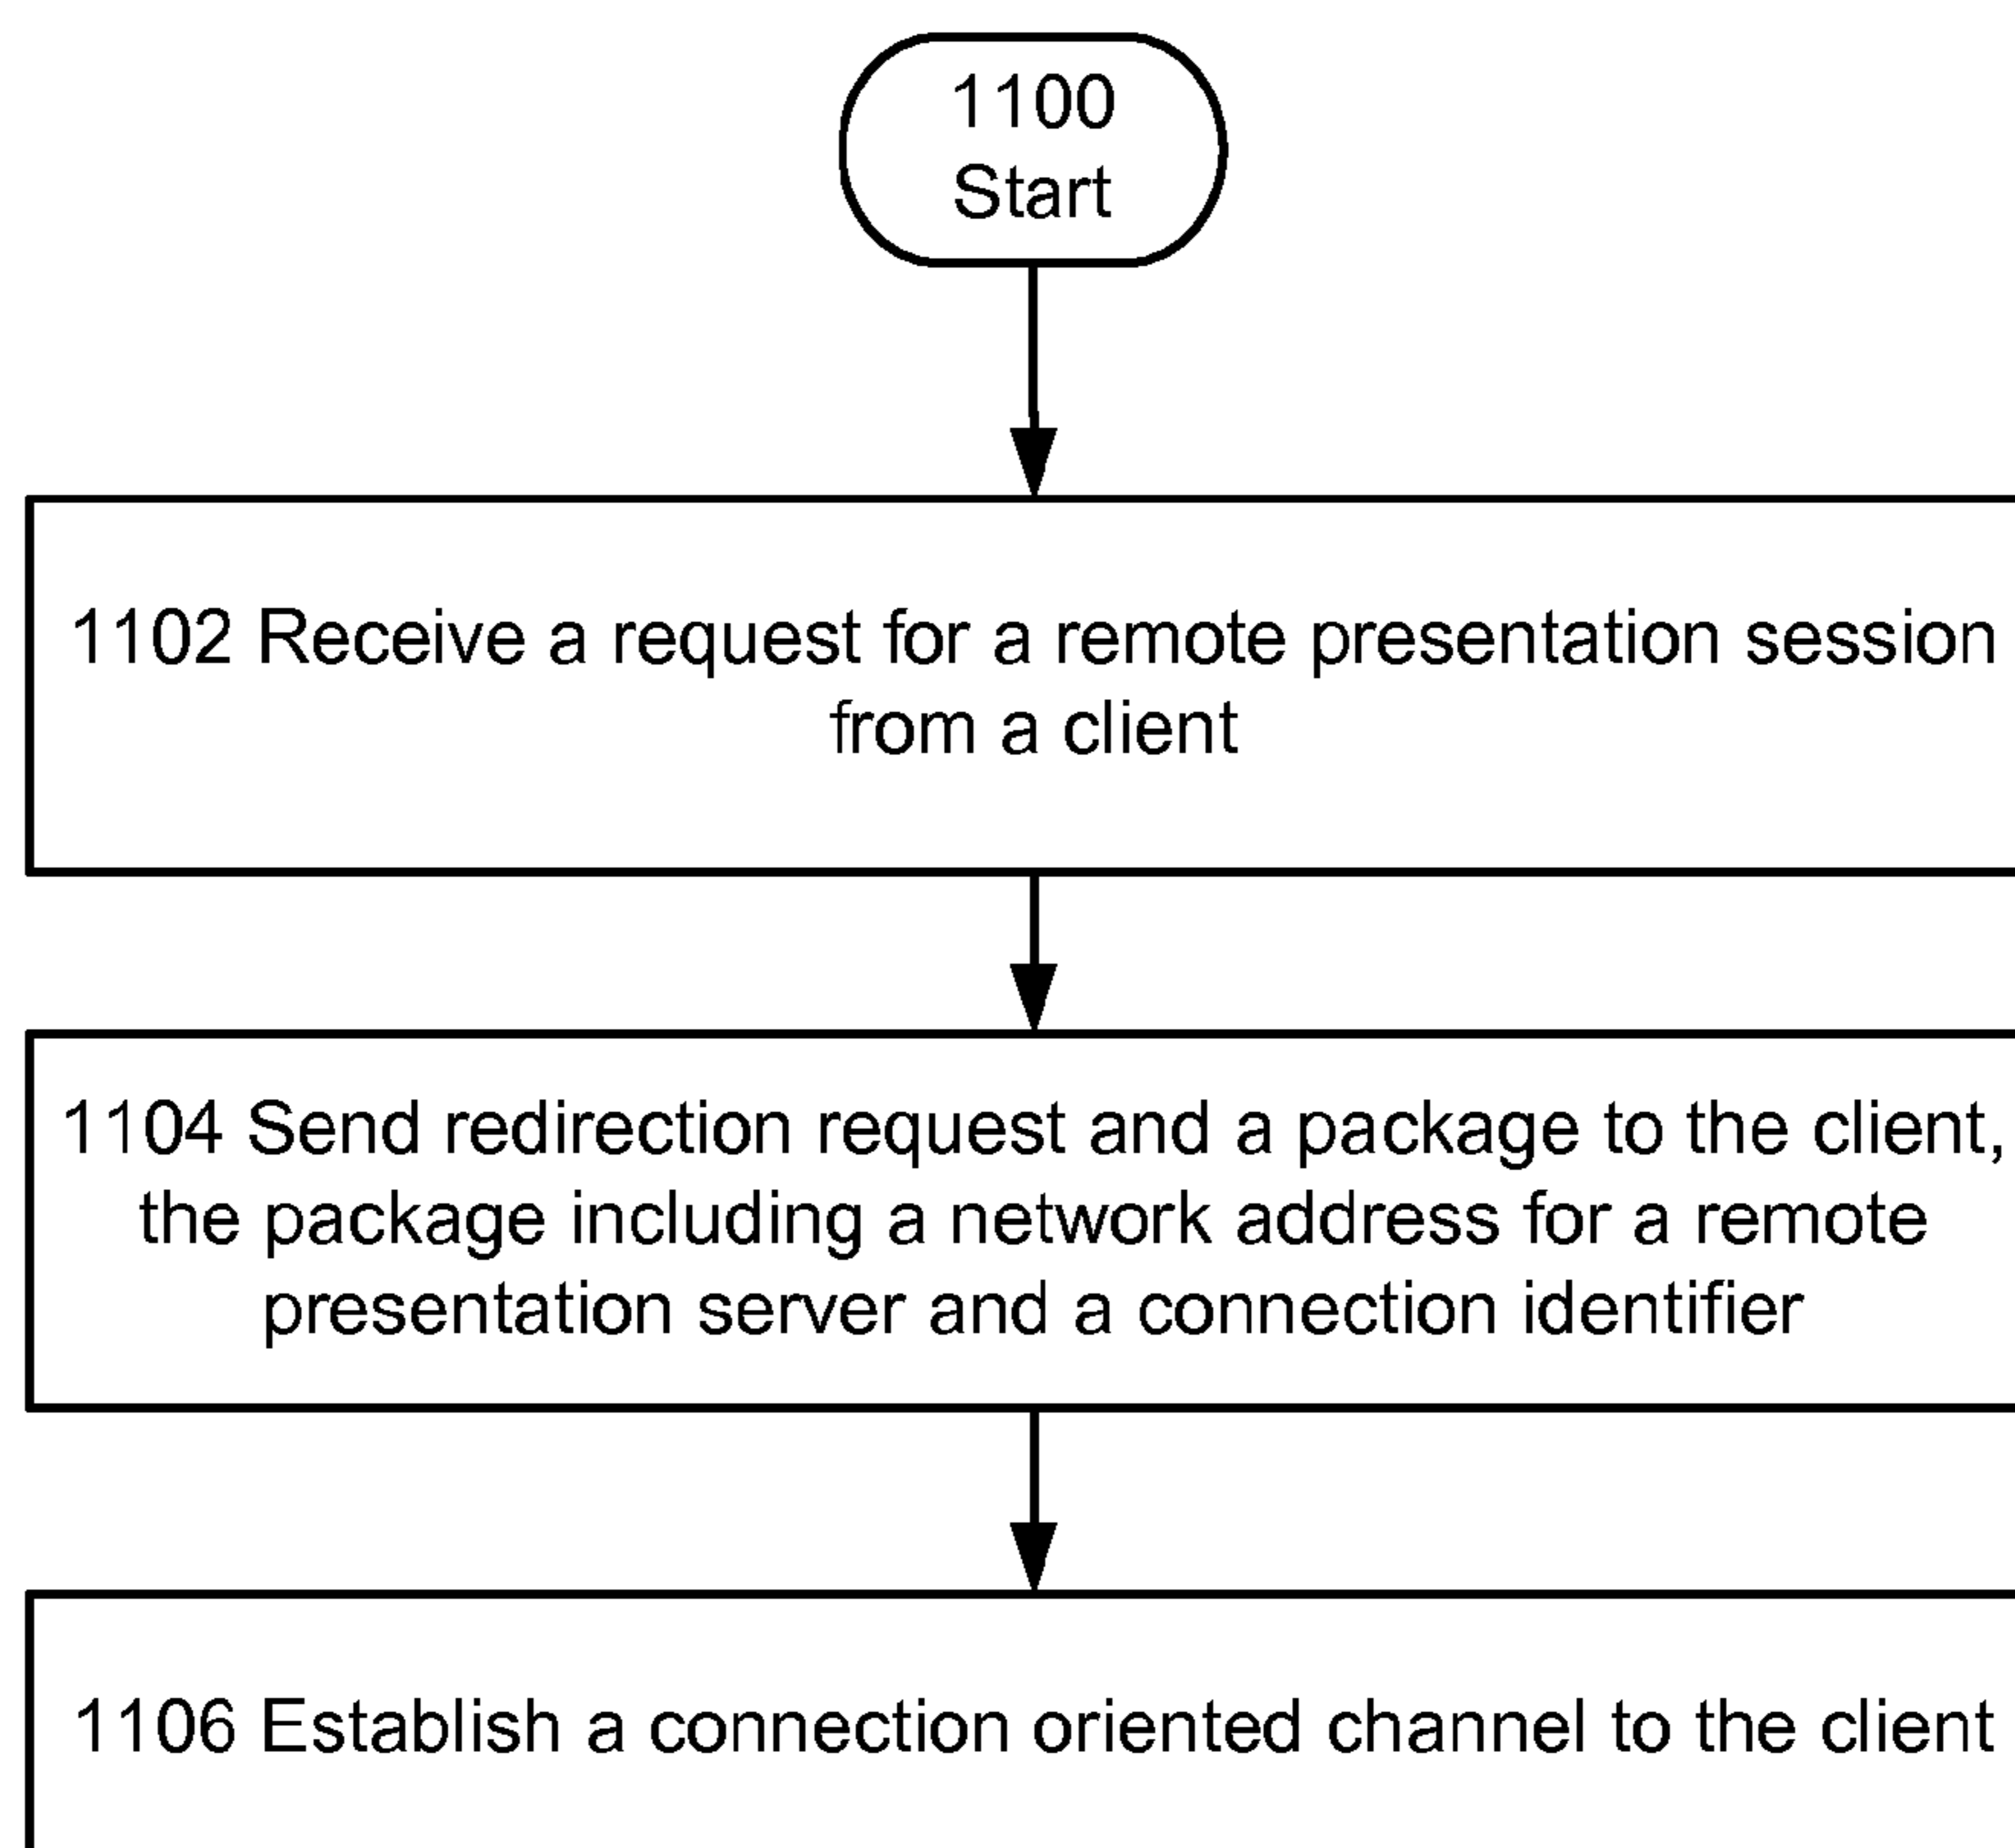 1100
Start
1102 Receive a request for a remote presentation session
from a client
1104 Send redirection request and a package to the client,
the package including a network address for a remote
presentation server and a connection identifier
1106 Establish a connection oriented channel to the client